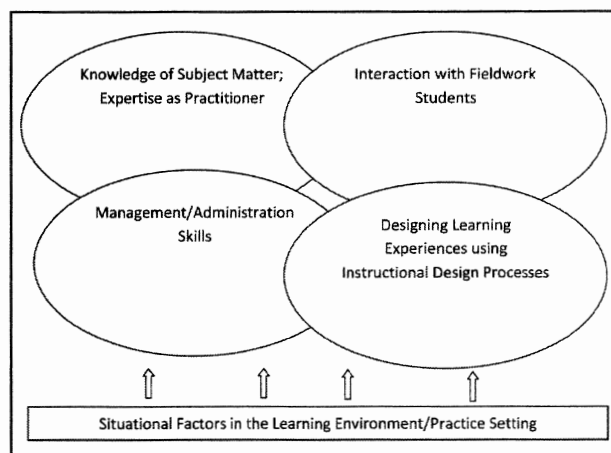 Knowledge of Subject Matter;
Expertise as Practitioner
Interaction with Fieldwork
Students
Management/Administration
Skills
Designing Learning
Experiences using
Instructional Design Processes
Situational Factors in the Learning Environment/Practice Setting